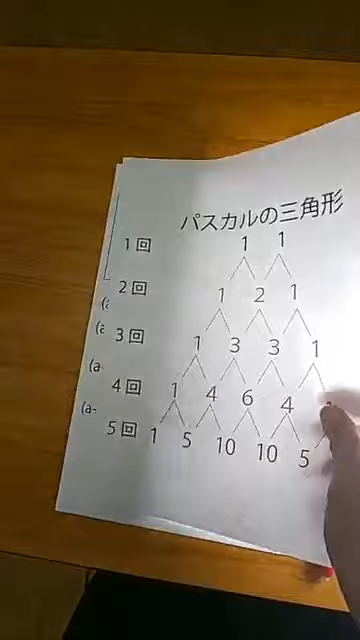 パスカルの三角形
1回 1 1
2回 1 2 1
(a
3回 1 3 3 1
(a
4回 1 4 6 4
(a-
5回 1 5 10 10 5
(a-